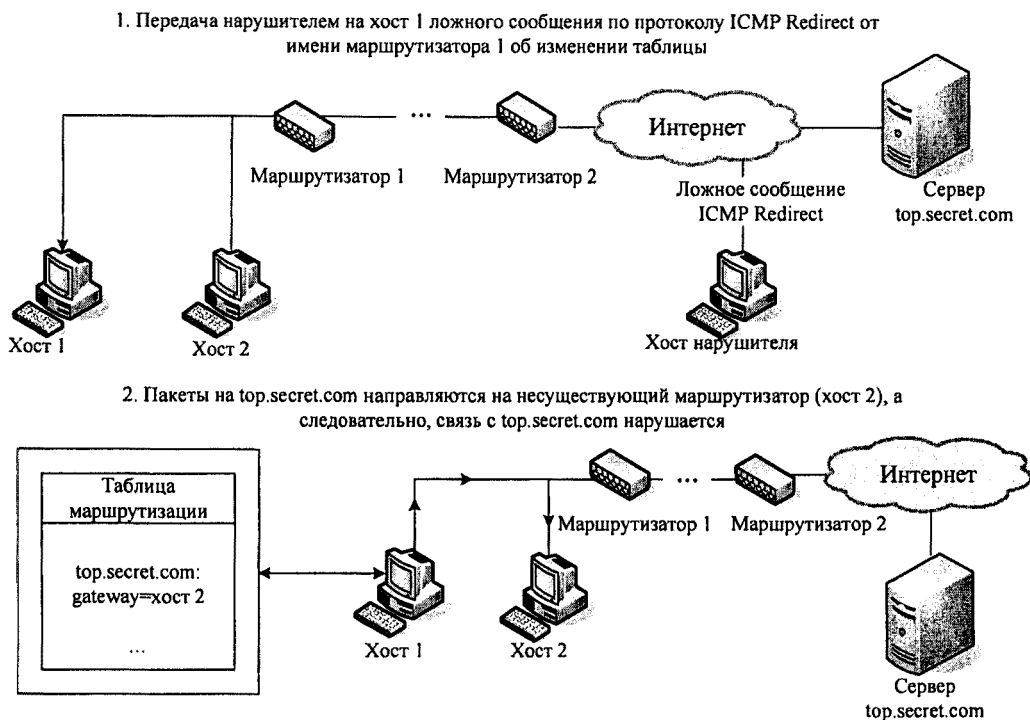 1. Передача нарушителем на хост 1 ложного сообщения по протоколу ICMP Redirect от
имени маршрутизатора 1 об изменении таблицы
...
Интернет
Маршрутизатор 1
Маршрутизатор 2
Ложное сообщение
ICMP Redirect
Сервер
top.secret.com
Хост 1
Хост 2
Хост нарушителя
2. Пакеты на top.secret.com направляются на несуществующий маршрутизатор (хост 2), а
следовательно, связь с top.secret.com нарушается
Таблица
маршрутизации
top.secret.com:
gateway=хост 2
...
...
Интернет
Маршрутизатор 1
Маршрутизатор 2
Хост 1
Хост 2
Сервер
top.secret.com